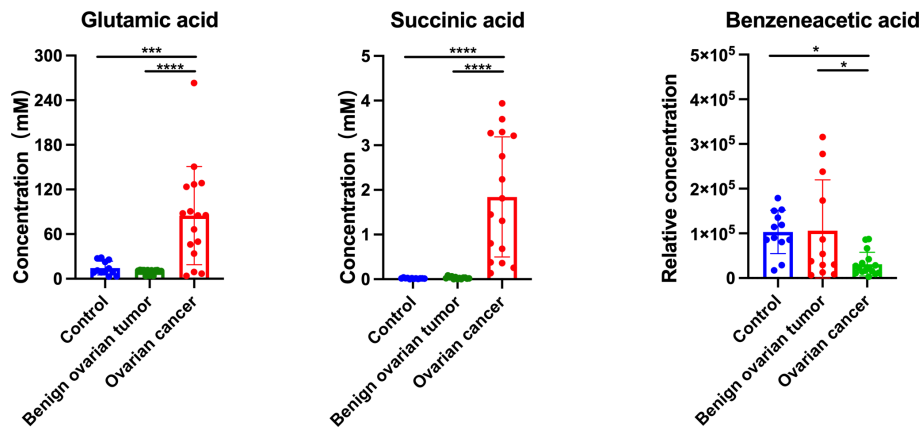 Glutamic acid
Concentration (mM)
300
240
180
120
60
0
***
****
Control
Benign ovarian tumor
Ovarian cancer
Succinic acid
Concentration (mM)
5
4
3
2
1
0
****
****
Control
Benign ovarian tumor
Ovarian cancer
Benzeneacetic acid
Relative concentration
5×10⁵
4×10⁵
3×10⁵
2×10⁵
1×10⁵
0
*
*
Control
Benign ovarian tumor
Ovarian cancer